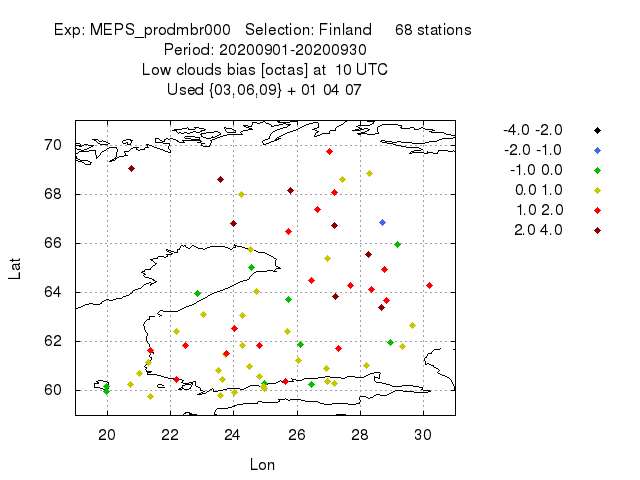 Exp: MEPS_prodmbr000 Selection: Finland 68 stations
Period: 20200901-20200930
Low clouds bias [octas] at 10 UTC
Used {03,06,09} + 01 04 07
-4.0 -2.0
-2.0 -1.0
-1.0 0.0
0.0 1.0
1.0 2.0
2.0 4.0
70
68
66
64
62
60
Lat
20 22 24 26 28 30
Lon